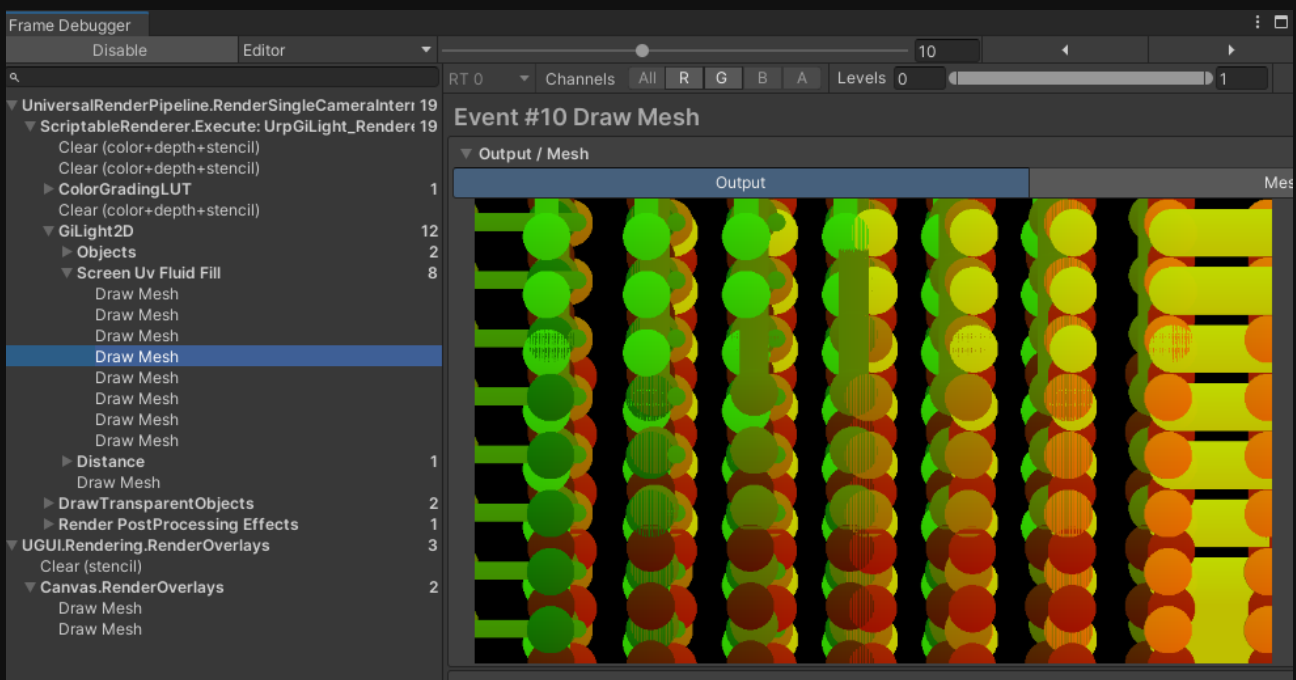 Frame Debugger
Disable Editor 10
RT 0 Channels All R G B A Levels 0 1
UniversalRenderPipeline.RenderSingleCameraInterr 19
ScriptableRenderer.Execute: UrpGiLight_Rendere 19
Clear (color+depth+stencil)
Clear (color+depth+stencil)
ColorGradingLUT 1
Clear (color+depth+stencil)
GiLight2D 12
Objects 2
Screen Uv Fluid Fill 8
Draw Mesh
Draw Mesh
Draw Mesh
Draw Mesh
Draw Mesh
Draw Mesh
Draw Mesh
Draw Mesh
Distance 1
Draw Mesh
DrawTransparentObjects 2
Render PostProcessing Effects 1
UGUI.Rendering.RenderOverlays 3
Clear (stencil)
Canvas.RenderOverlays 2
Draw Mesh
Draw Mesh
Event #10 Draw Mesh
Output / Mesh
Output Mes